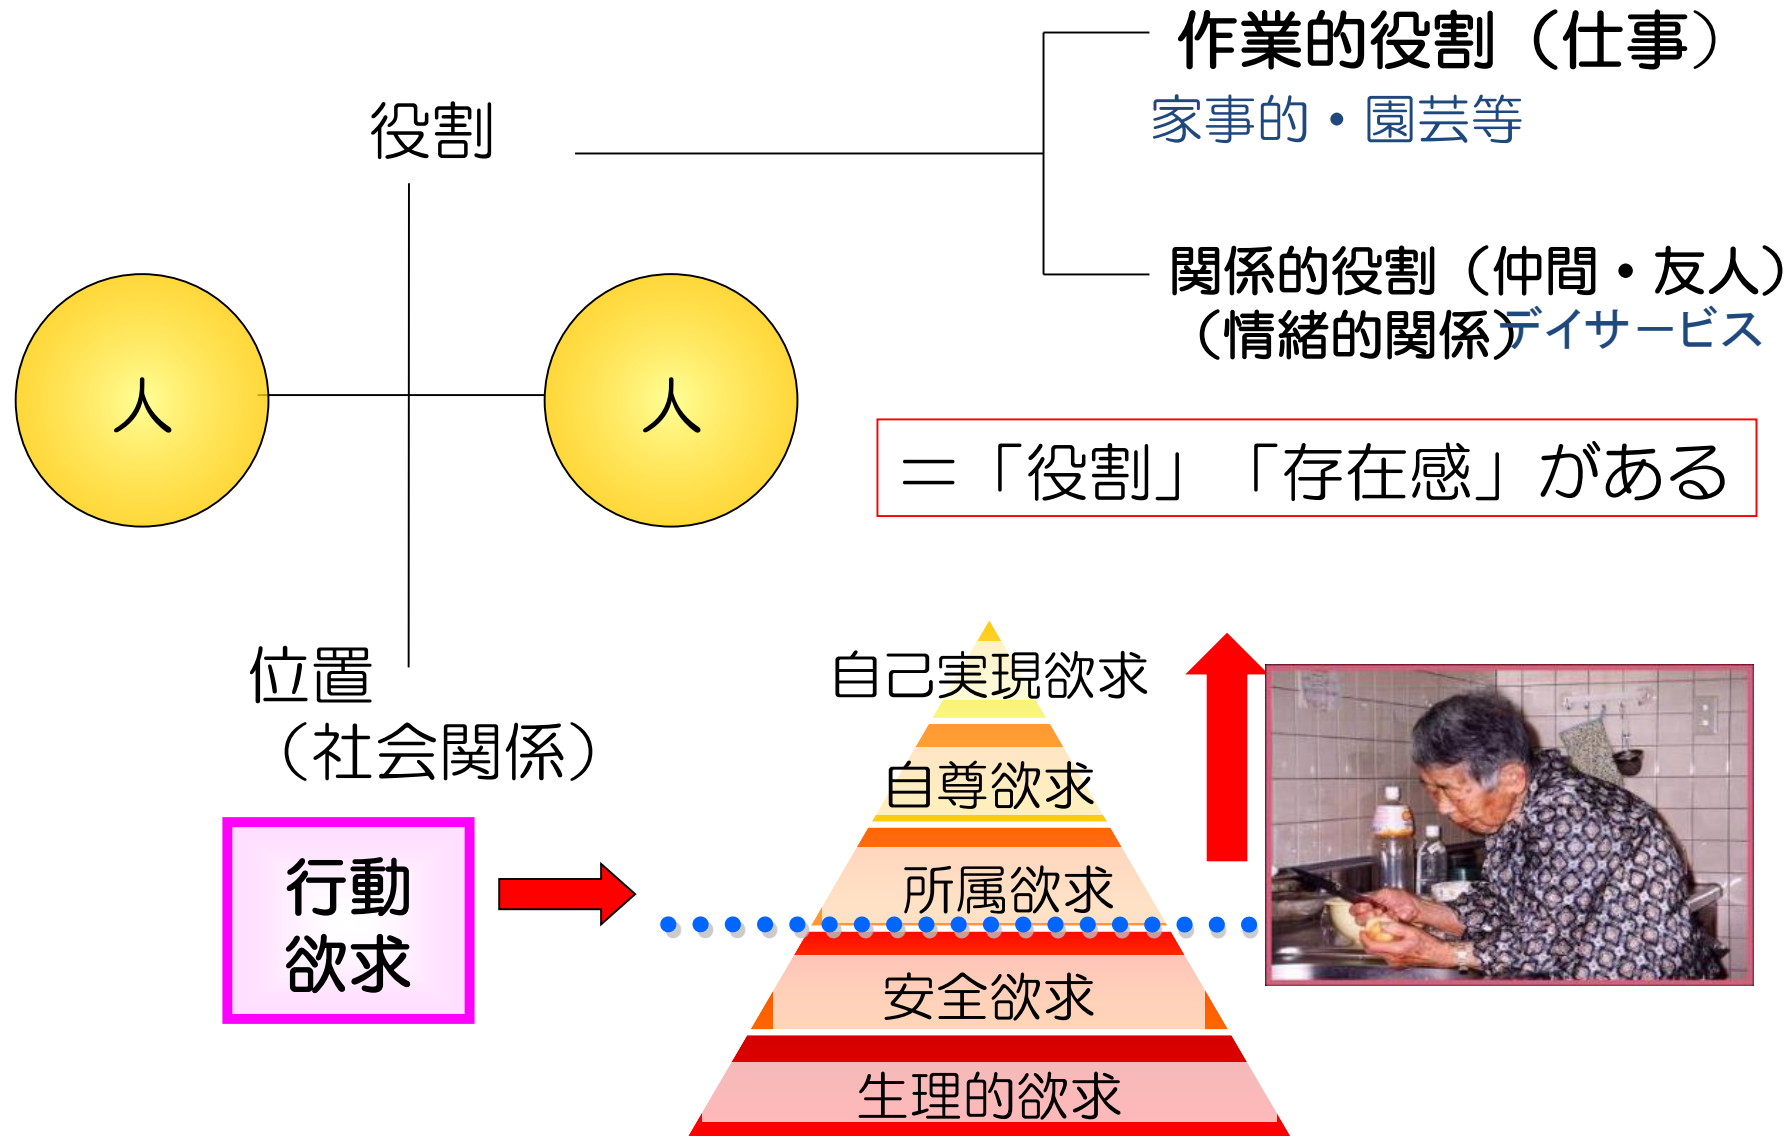 作業的役割（仕事）
家事的・園芸等
役割
関係的役割（仲間・友人）
（情緒的関係）デイサービス
人
人
＝「役割」「存在感」がある
位置
（社会関係）
自己実現欲求
自尊欲求
所属欲求
行動
欲求
安全欲求
生理的欲求